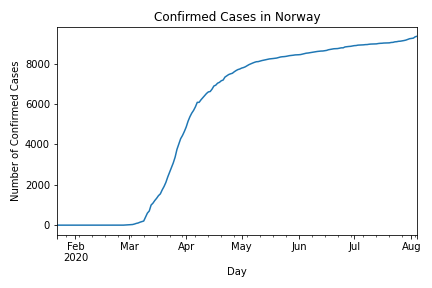 Confirmed Cases in Norway
Number of Confirmed Cases
8000
6000
4000
2000
0
Feb Mar Apr May Jun Jul Aug
2020
Day